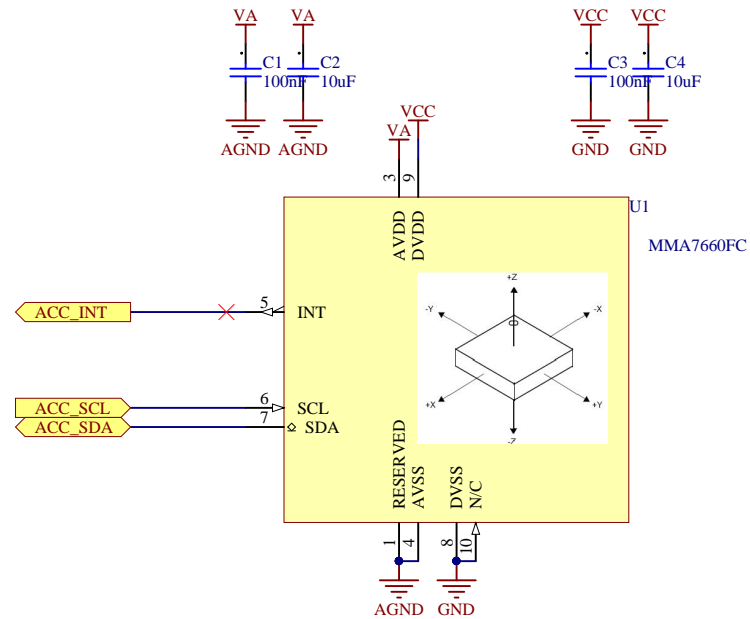 VA VA VCC VCC
C1 C2 C3 C4
100nF 10uF 100nF 10uF
AGND AGND GND GND
VCC
VA
3 9
U1
AVDD DVDD
MMA7660FC
+Z
-Y -X
ACC_INT 5 INT
+X +Y
-Z
ACC_SCL 6 SCL
ACC_SDA 7 SDA
RESERVED AVSS DVSS N/C
1 4 8 10
AGND GND